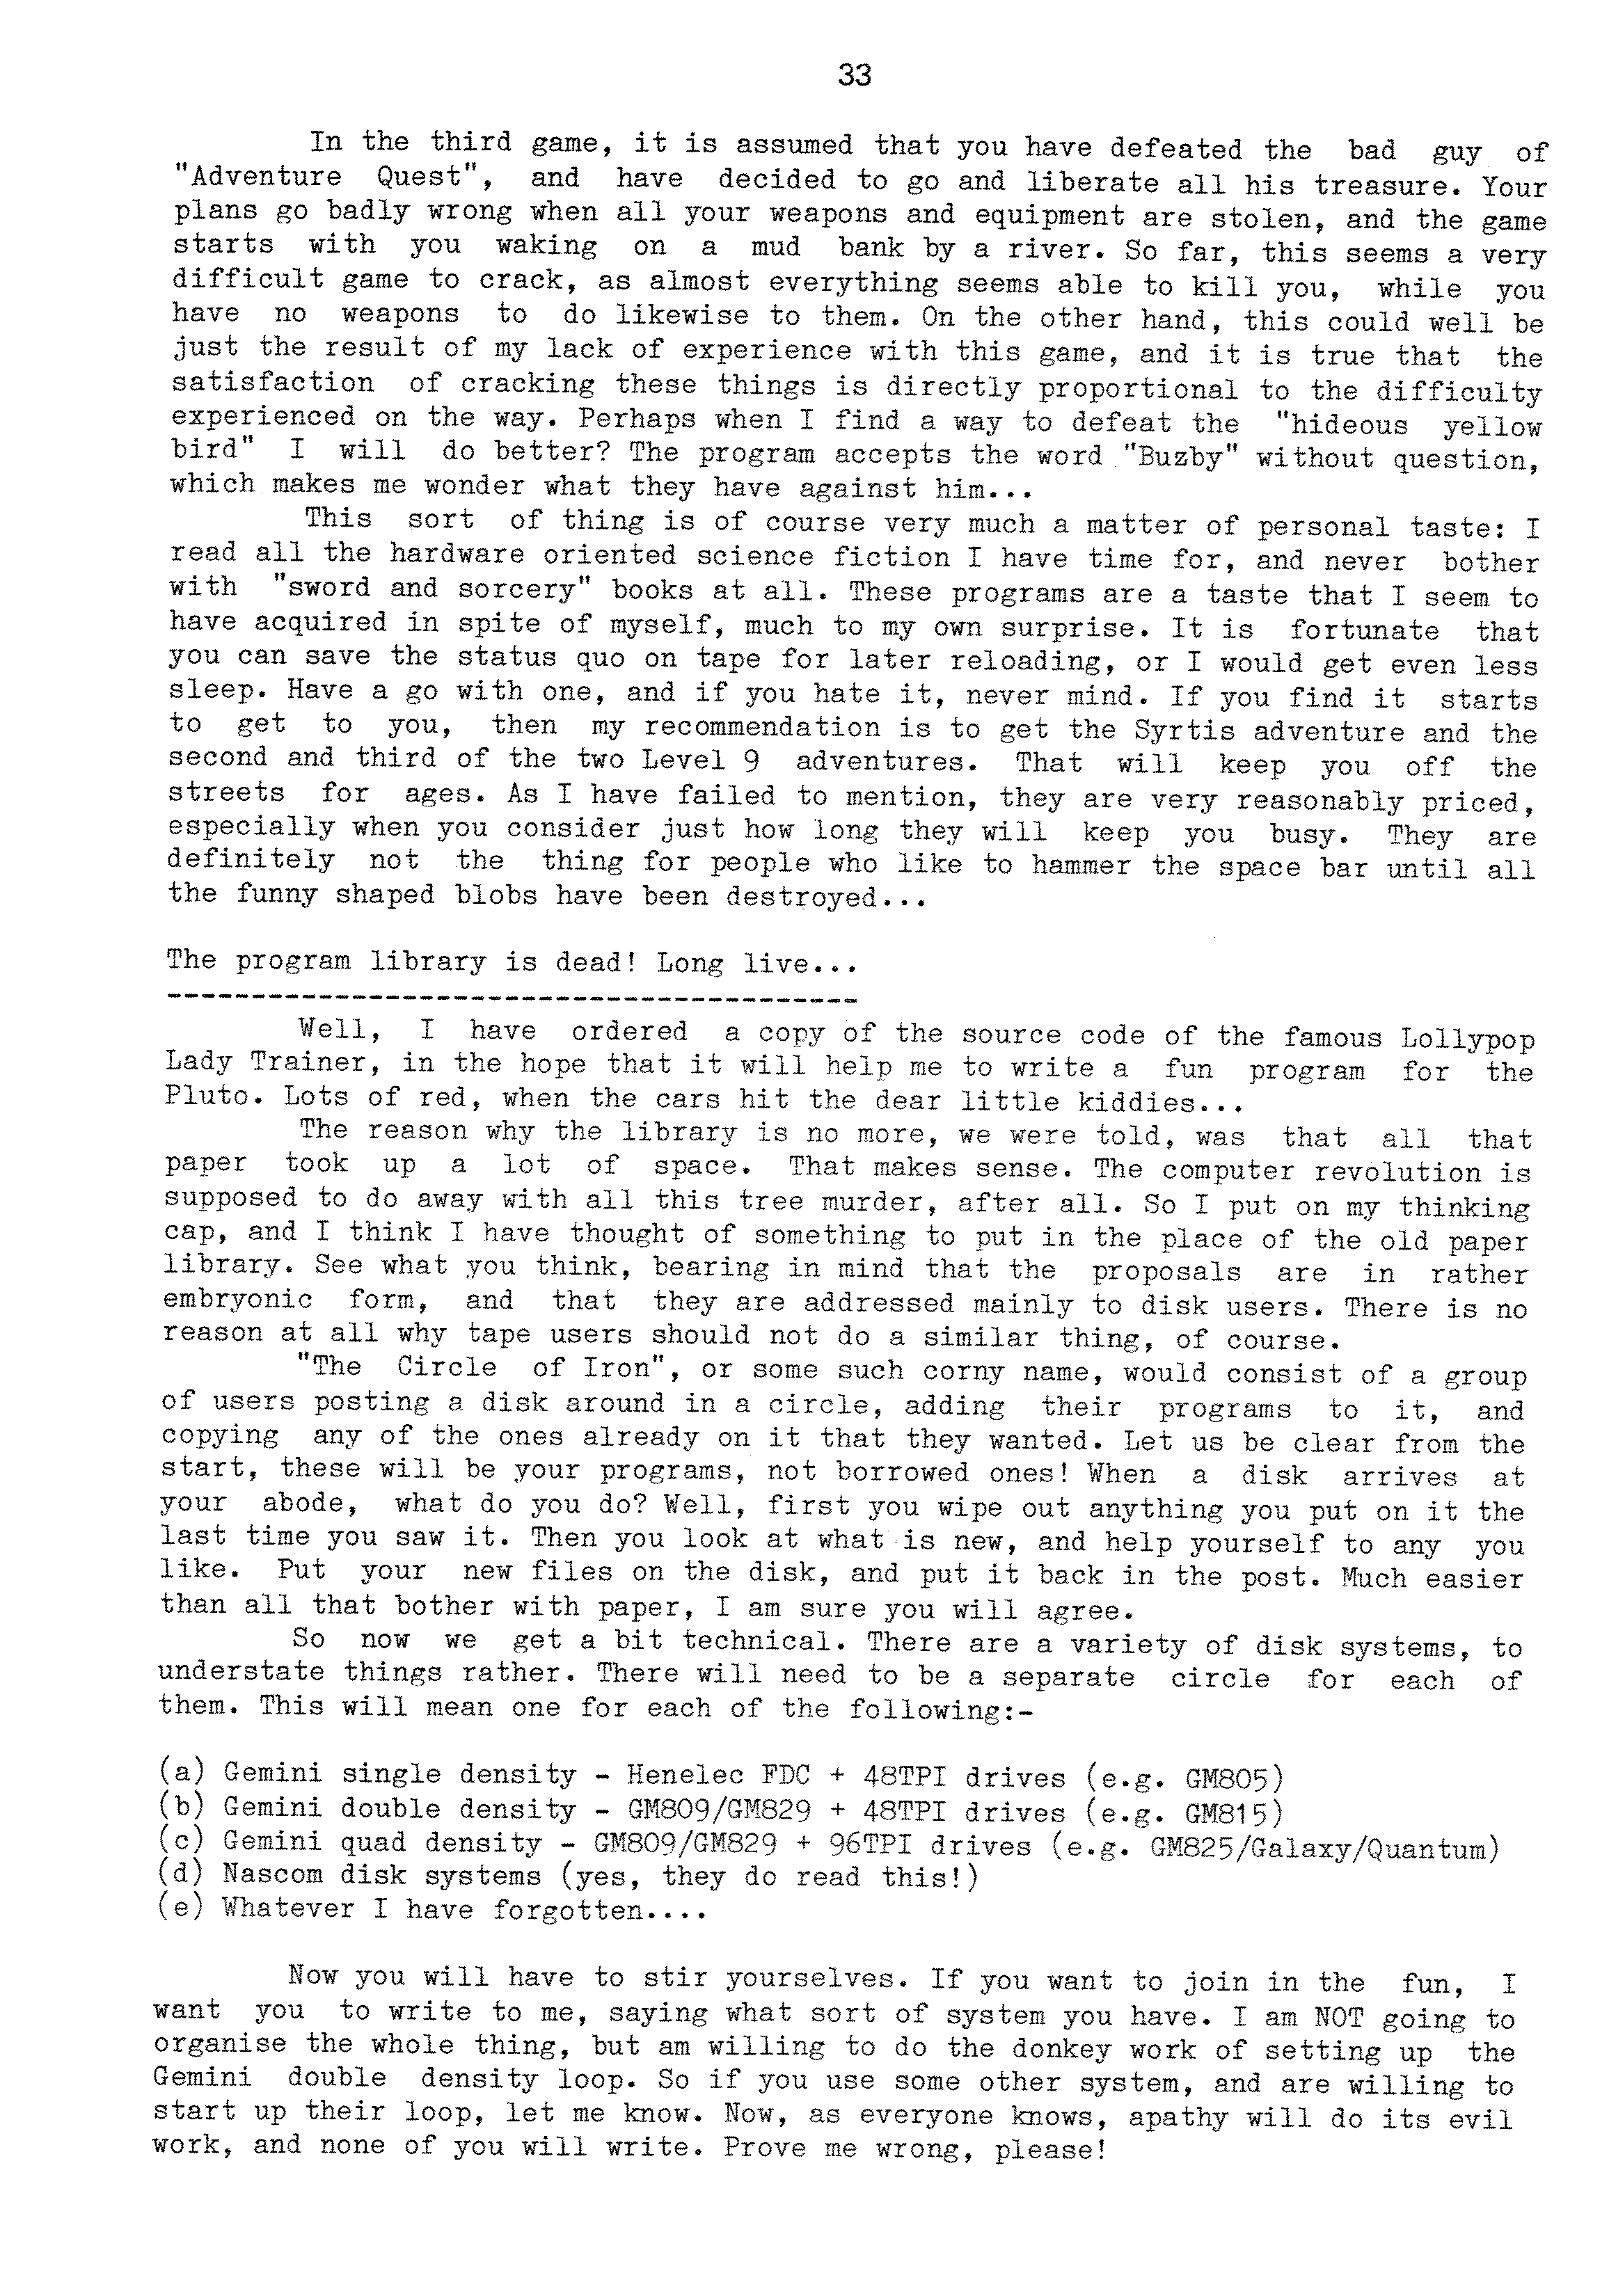 33
In the third game, it is assumed that you have defeated the bad guy of
"Adventure Quest", and have decided to go and liberate all his treasure. Your
plans go badly wrong when all your weapons and equipment are stolen, and the game
starts with you waking on a mud bank by a river. So far, this seems a very
difficult game to crack, as almost everything seems able to kill you, while you
have no weapons to do likewise to them. On the other hand, this could well be
just the result of my lack of experience with this game, and it is true that the
satisfaction of cracking these things is directly proportional to the difficulty
experienced on the way. Perhaps when I find a way to defeat the "hideous yellow
bird" I will do better? The program accepts the word "Buzby" without question,
which makes me wonder what they have against him...
This sort of thing is of course very much a matter of personal taste: I
read all the hardware oriented science fiction I have time for, and never bother
with "sword and sorcery" books at all. These programs are a taste that I seem to
have acquired in spite of myself, much to my own surprise. It is fortunate that
you can save the status quo on tape for later reloading, or I would get even less
sleep. Have a go with one, and if you hate it, never mind. If you find it starts
to get to you, then my recommendation is to get the Syrtis adventure and the
second and third of the two Level 9 adventures. That will keep you off the
streets for ages. As I have failed to mention, they are very reasonably priced,
especially when you consider just how long they will keep you busy. They are
definitely not the thing for people who like to hammer the space bar until all
the funny shaped blobs have been destroyed...
The program library is dead! Long live...
-----------------------------------------
Well, I have ordered a copy of the source code of the famous Lollypop
Lady Trainer, in the hope that it will help me to write a fun program for the
Pluto. Lots of red, when the cars hit the dear little kiddies...
The reason why the library is no more, we were told, was that all that
paper took up a lot of space. That makes sense. The computer revolution is
supposed to do away with all this tree murder, after all. So I put on my thinking
cap, and I think I have thought of something to put in the place of the old paper
library. See what you think, bearing in mind that the proposals are in rather
embryonic form, and that they are addressed mainly to disk users. There is no
reason at all why tape users should not do a similar thing, of course.
"The Circle of Iron", or some such corny name, would consist of a group
of users posting a disk around in a circle, adding their programs to it, and
copying any of the ones already on it that they wanted. Let us be clear from the
start, these will be your programs, not borrowed ones! When a disk arrives at
your abode, what do you do? Well, first you wipe out anything you put on it the
last time you saw it. Then you look at what is new, and help yourself to any you
like. Put your new files on the disk, and put it back in the post. Much easier
than all that bother with paper, I am sure you will agree.
So now we get a bit technical. There are a variety of disk systems, to
understate things rather. There will need to be a separate circle for each of
them. This will mean one for each of the following:-
(a) Gemini single density - Henelec FDC + 48TPI drives (e.g. GM805)
(b) Gemini double density - GM809/GM829 + 48TPI drives (e.g. GM815)
(c) Gemini quad density - GM809/GM829 + 96TPI drives (e.g. GM825/Galaxy/Quantum)
(d) Nascom disk systems (yes, they do read this!)
(e) Whatever I have forgotten....
Now you will have to stir yourselves. If you want to join in the fun, I
want you to write to me, saying what sort of system you have. I am NOT going to
organise the whole thing, but am willing to do the donkey work of setting up the
Gemini double density loop. So if you use some other system, and are willing to
start up their loop, let me know. Now, as everyone knows, apathy will do its evil
work, and none of you will write. Prove me wrong, please!